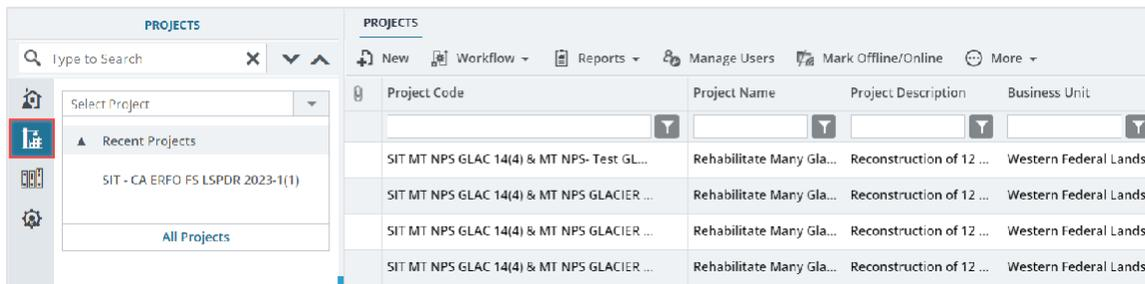 PROJECTS
Type to Search
Select Project
Recent Projects
SIT - CA ERFO FS LSPDR 2023-1(1)
All Projects
PROJECTS
New Workflow Reports Manage Users Mark Offline/Online More
Project Code Project Name Project Description Business Unit
SIT MT NPS GLAC 14(4) & MT NPS- Test GL... Rehabilitate Many Gla... Reconstruction of 12 ... Western Federal Lands
SIT MT NPS GLAC 14(4) & MT NPS GLACIER ... Rehabilitate Many Gla... Reconstruction of 12 ... Western Federal Lands
SIT MT NPS GLAC 14(4) & MT NPS GLACIER ... Rehabilitate Many Gla... Reconstruction of 12 ... Western Federal Lands
SIT MT NPS GLAC 14(4) & MT NPS GLACIER ... Rehabilitate Many Gla... Reconstruction of 12 ... Western Federal Lands